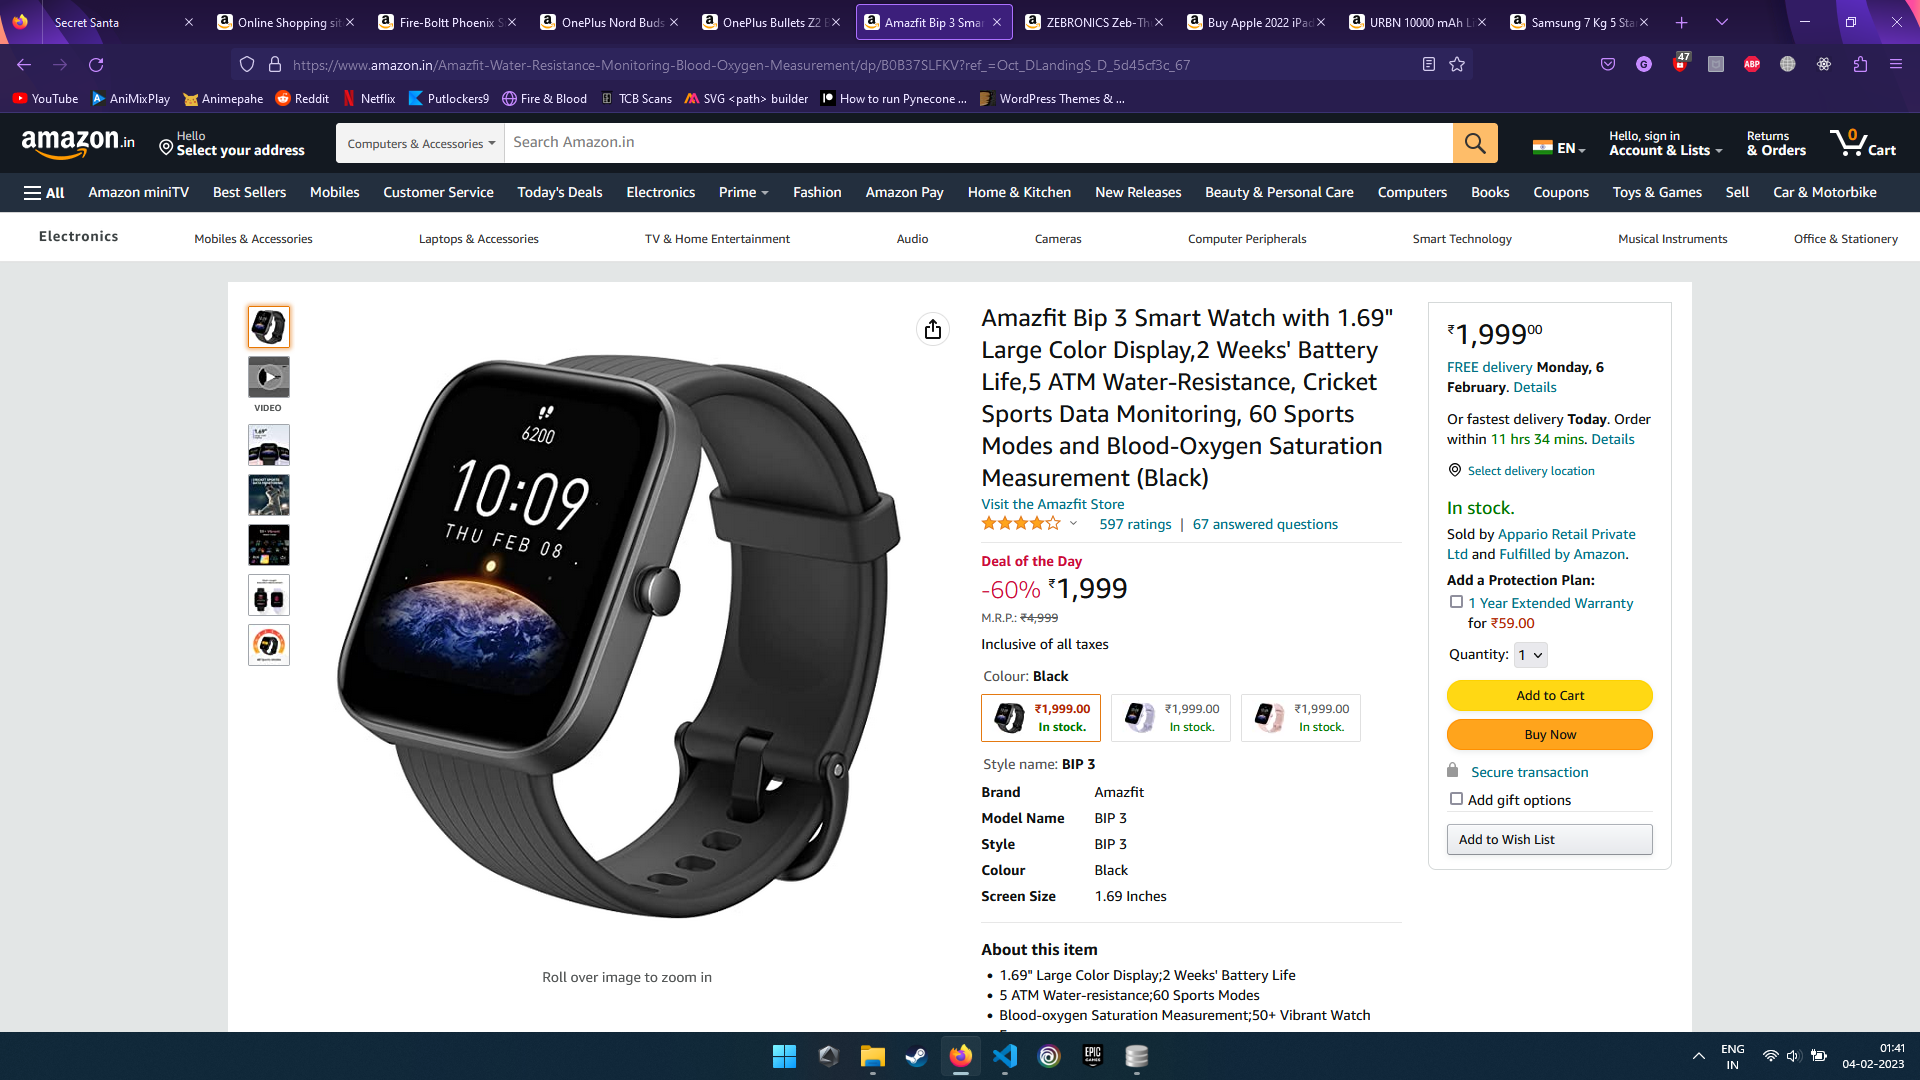 Secret Santa
Online Shopping sit
Fire-Boltt Phoenix S
OnePlus Nord Buds
OnePlus Bullets Z2 B
Amazfit Bip 3 Smar
ZEBRONICS Zeb-Th
Buy Apple 2022 iPad
URBN 10000 mAh Li
Samsung 7 Kg 5 Star
https://www.amazon.in/Amazfit-Water-Resistance-Monitoring-Blood-Oxygen-Measurement/dp/B0B37SLFKV?ref_=Oct_DLandingS_D_5d45cf3c_67
47
G
ABP
YouTube
AniMixPlay
Animepahe
Reddit
Netflix
Putlockers9
Fire & Blood
TCB Scans
SVG <path> builder
How to run Pynecone ...
WordPress Themes & ...
amazon.in
Hello
Select your address
Computers & Accessories
Search Amazon.in
EN
Hello, sign in
Account & Lists
Returns
& Orders
0
Cart
All
Amazon miniTV
Best Sellers
Mobiles
Customer Service
Today's Deals
Electronics
Prime
Fashion
Amazon Pay
Home & Kitchen
New Releases
Beauty & Personal Care
Computers
Books
Coupons
Toys & Games
Sell
Car & Motorbike
Electronics
Mobiles & Accessories
Laptops & Accessories
TV & Home Entertainment
Audio
Cameras
Computer Peripherals
Smart Technology
Musical Instruments
Office & Stationery
VIDEO
6200
10:09
THU FEB 08
Roll over image to zoom in
Amazfit Bip 3 Smart Watch with 1.69"
Large Color Display,2 Weeks' Battery
Life,5 ATM Water-Resistance, Cricket
Sports Data Monitoring, 60 Sports
Modes and Blood-Oxygen Saturation
Measurement (Black)
Visit the Amazfit Store
597 ratings | 67 answered questions
Deal of the Day
-60% ₹1,999
M.R.P.: ₹4,999
Inclusive of all taxes
Colour: Black
₹1,999.00
In stock.
₹1,999.00
In stock.
₹1,999.00
In stock.
Style name: BIP 3
Brand Amazfit
Model Name BIP 3
Style BIP 3
Colour Black
Screen Size 1.69 Inches
About this item
• 1.69" Large Color Display;2 Weeks' Battery Life
• 5 ATM Water-resistance;60 Sports Modes
• Blood-oxygen Saturation Measurement;50+ Vibrant Watch
₹1,99900
FREE delivery Monday, 6
February. Details
Or fastest delivery Today. Order
within 11 hrs 34 mins. Details
Select delivery location
In stock.
Sold by Appario Retail Private
Ltd and Fulfilled by Amazon.
Add a Protection Plan:
1 Year Extended Warranty
for ₹59.00
Quantity: 1
Add to Cart
Buy Now
Secure transaction
Add gift options
Add to Wish List
EPIC GAMES
ENG
IN
01:41
04-02-2023